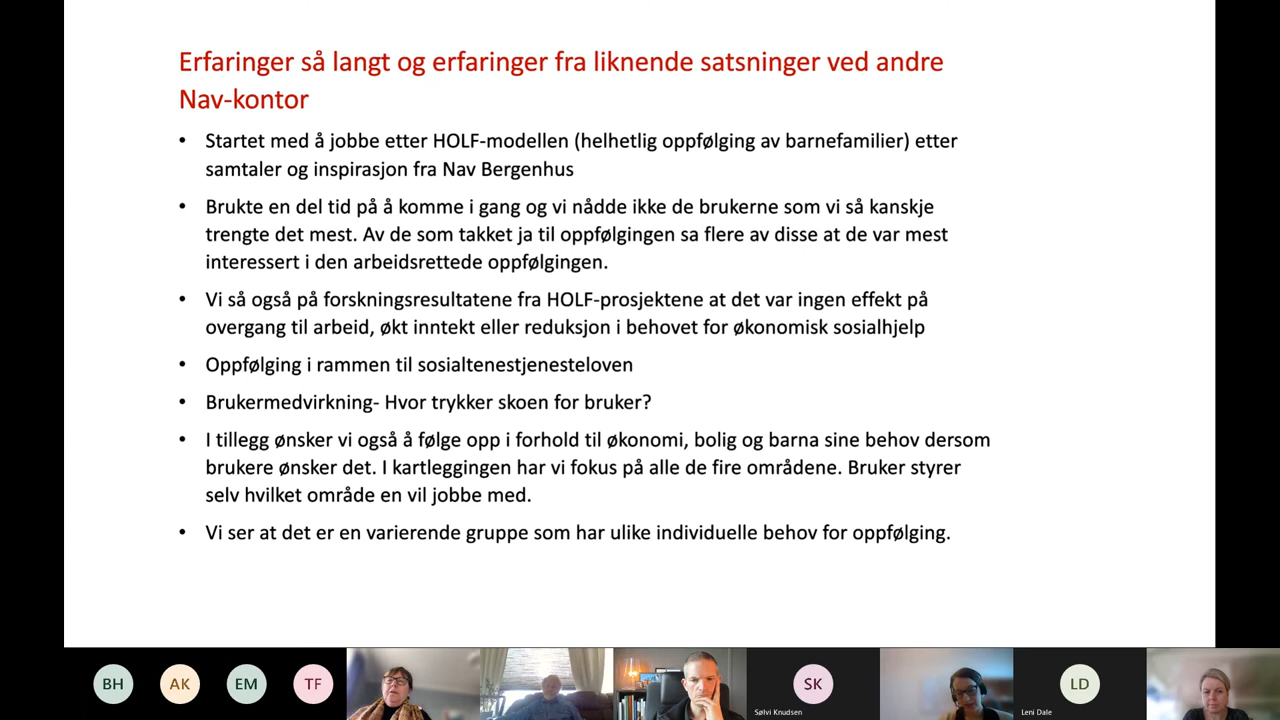 Erfaringer så langt og erfaringer fra liknende satsninger ved andre
Nav-kontor
• Startet med å jobbe etter HOLF-modellen (helhetlig oppfølging av barnefamilier) etter
samtaler og inspirasjon fra Nav Bergenhus
• Brukte en del tid på å komme i gang og vi nådde ikke de brukerne som vi så kanskje
trengte det mest. Av de som takket ja til oppfølgingen sa flere av disse at de var mest
interessert i den arbeidsrettede oppfølgingen.
• Vi så også på forskningsresultatene fra HOLF-prosjektene at det var ingen effekt på
overgang til arbeid, økt inntekt eller reduksjon i behovet for økonomisk sosialhjelp
• Oppfølging i rammen til sosialtenestjenesteloven
• Brukermedvirkning- Hvor trykker skoen for bruker?
• I tillegg ønsker vi også å følge opp i forhold til økonomi, bolig og barna sine behov dersom
brukere ønsker det. I kartleggingen har vi fokus på alle de fire områdene. Bruker styrer
selv hvilket område en vil jobbe med.
• Vi ser at det er en varierende gruppe som har ulike individuelle behov for oppfølging.
BH
AK
EM
TF
SK
LD
Sølvi Knudsen
Leni Dale